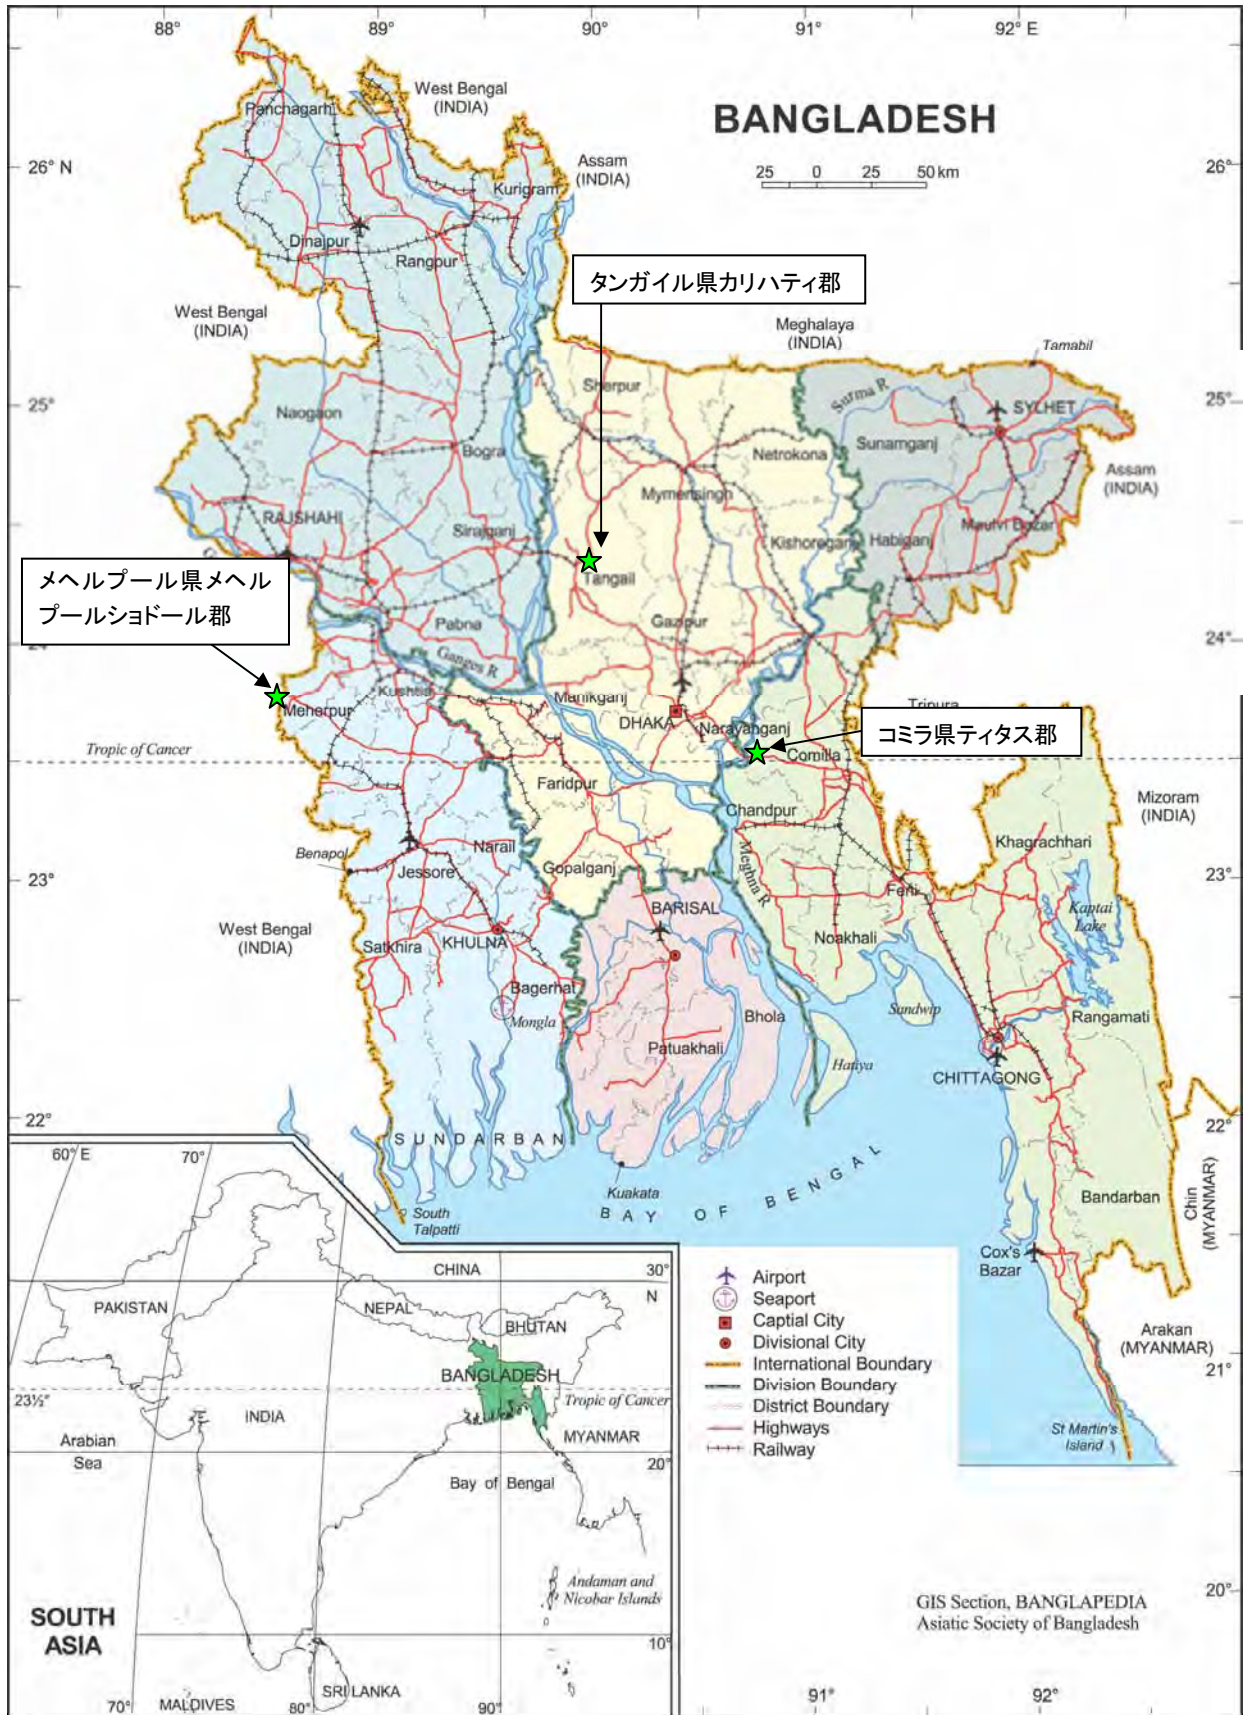 88°
89°
90°
91°
92° E
West Bengal
(INDIA)
BANGLADESH
Panchagarh
26° N
26°
Assam
(INDIA)
25 0 25 50 km
Kurigram
Dinajpur
Rangpur
タンガイル県カリハティ郡
West Bengal
(INDIA)
Meghalaya
(INDIA)
Tamabil
Sherpur
25°
25°
Naogaon
Surma R
SYLHET
Sunamganj
Bogra
Netrokona
Assam
(INDIA)
Mymensingh
RAJSHAHI
Sirajganj
Maulvi Bazar
Kishoreganj
Habiganj
メヘルプール県メヘル
プールショドール郡
Tangail
Pabna
Gazipur
24°
24°
Ganges R
Kushtia
Manikganj
Meherpur
DHAKA
Narayanganj
Tripura
コミラ県ティタス郡
Tropic of Cancer
Comilla
Faridpur
Chandpur
Mizoram
(INDIA)
Khagrachhari
Benapol
Narail
Jessore
Gopalganj
Meghna R
23°
23°
Feni
Kaptai
Lake
West Bengal
(INDIA)
BARISAL
Satkhira
KHULNA
Noakhali
Bagerhat
Mongla
Bhola
Sandwip
Rangamati
Patuakhali
Hatiya
CHITTAGONG
22°
22°
SUNDARBAN
Kuakata
BAY OF BENGAL
South
Talpatti
Bandarban
Chin
(MYANMAR)
Cox's
Bazar
Arakan
(MYANMAR)
21°
St Martin's
Island
20°
60° E
70°
CHINA
30°
N
PAKISTAN
NEPAL
BHUTAN
BANGLADESH
23½°
Tropic of Cancer
INDIA
MYANMAR
Arabian
Sea
20°
Bay of Bengal
Andaman and
Nicobar Islands
SOUTH
ASIA
10°
SRI LANKA
MALDIVES
70°
80°
90°
Airport
Seaport
Captial City
Divisional City
International Boundary
Division Boundary
District Boundary
Highways
Railway
GIS Section, BANGLAPEDIA
Asiatic Society of Bangladesh
91°
92°